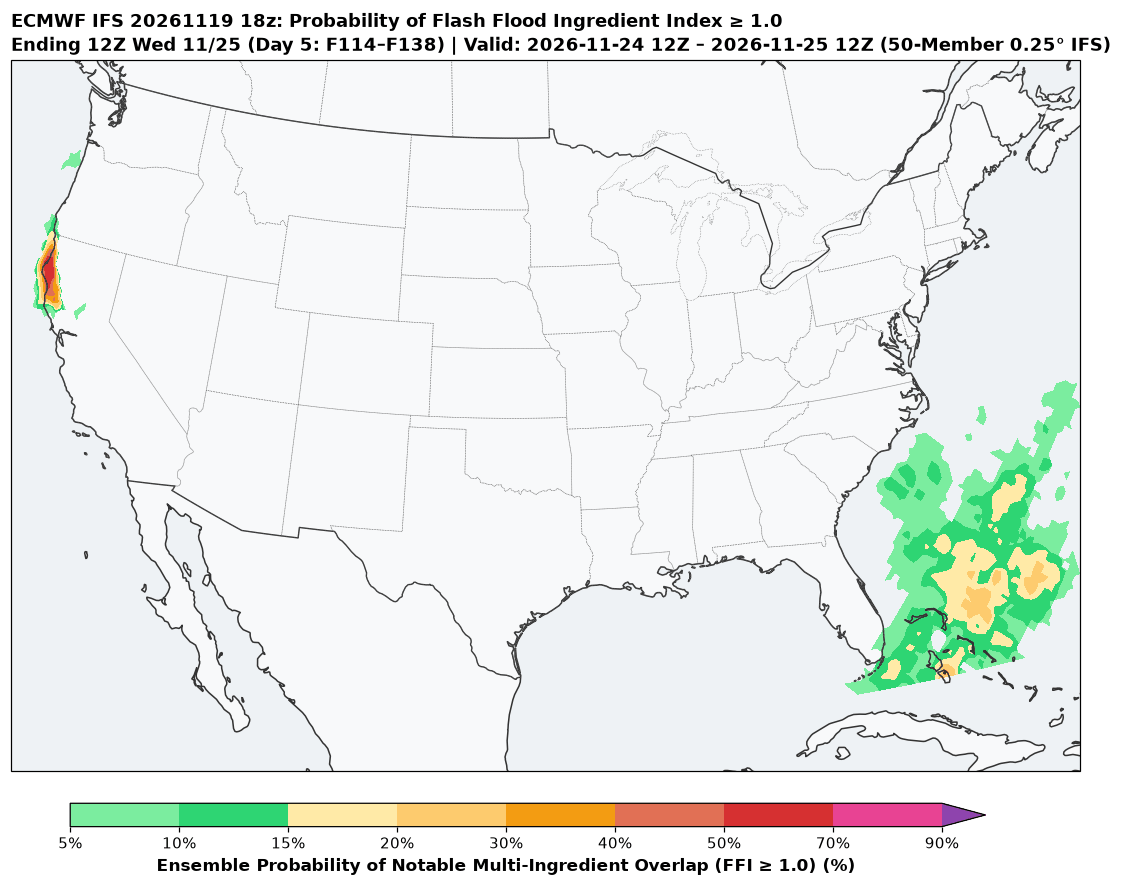 ECMWF IFS 20261119 18z: Probability of Flash Flood Ingredient Index ≥ 1.0
Ending 12Z Wed 11/25 (Day 5: F114–F138) | Valid: 2026-11-24 12Z – 2026-11-25 12Z (50-Member 0.25° IFS)
5% 10% 15% 20% 30% 40% 50% 70% 90%
Ensemble Probability of Notable Multi-Ingredient Overlap (FFI ≥ 1.0) (%)